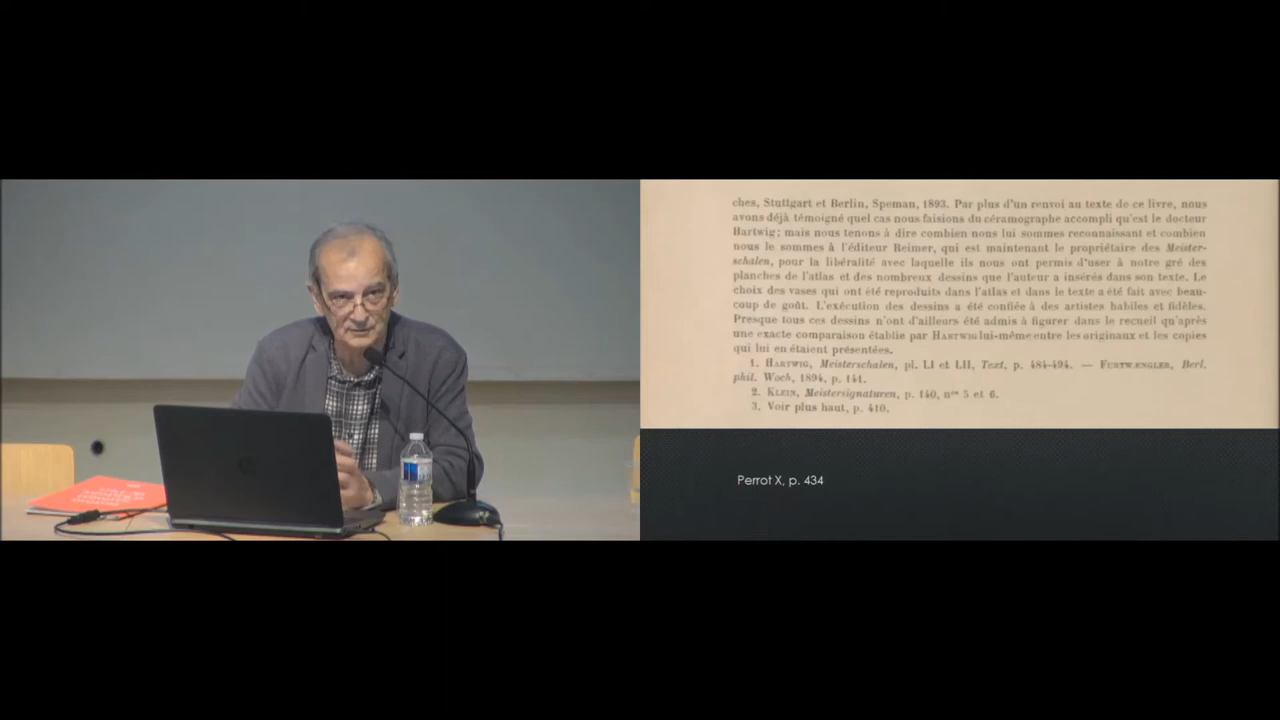 ches, Stuttgart et Berlin, Speman, 1893. Par plus d'un renvoi au texte de ce livre, nous
avons déjà témoigné quel cas nous faisions du céramographe accompli qu'est le docteur
Hartwig; mais nous tenons à dire combien nous lui sommes reconnaissant et combien
nous le sommes à l'éditeur Reimer, qui est maintenant le propriétaire des Meister-
schalen, pour la libéralité avec laquelle ils nous ont permis d'user à notre gré des
planches de l'atlas et des nombreux dessins que l'auteur a insérés dans son texte. Le
choix des vases qui ont été reproduits dans l'atlas et dans le texte a été fait avec beau-
coup de goût. L'exécution des dessins a été confiée à des artistes habiles et fidèles.
Presque tous ces dessins n'ont d'ailleurs été admis à figurer dans le recueil qu'après
une exacte comparaison établie par HARTWIG lui-même entre les originaux et les copies
qui lui en étaient présentées.
1. HARTWIG, Meisterschalen, pl. LI et LII, Text, p. 484-494. — FURTWÆNGLER, Berl.
phil. Woch, 1894, p. 141.
2. KLEIN, Meistersignaturen, p. 140, nos 5 et 6.
3. Voir plus haut, p. 410.
Perrot X, p. 434